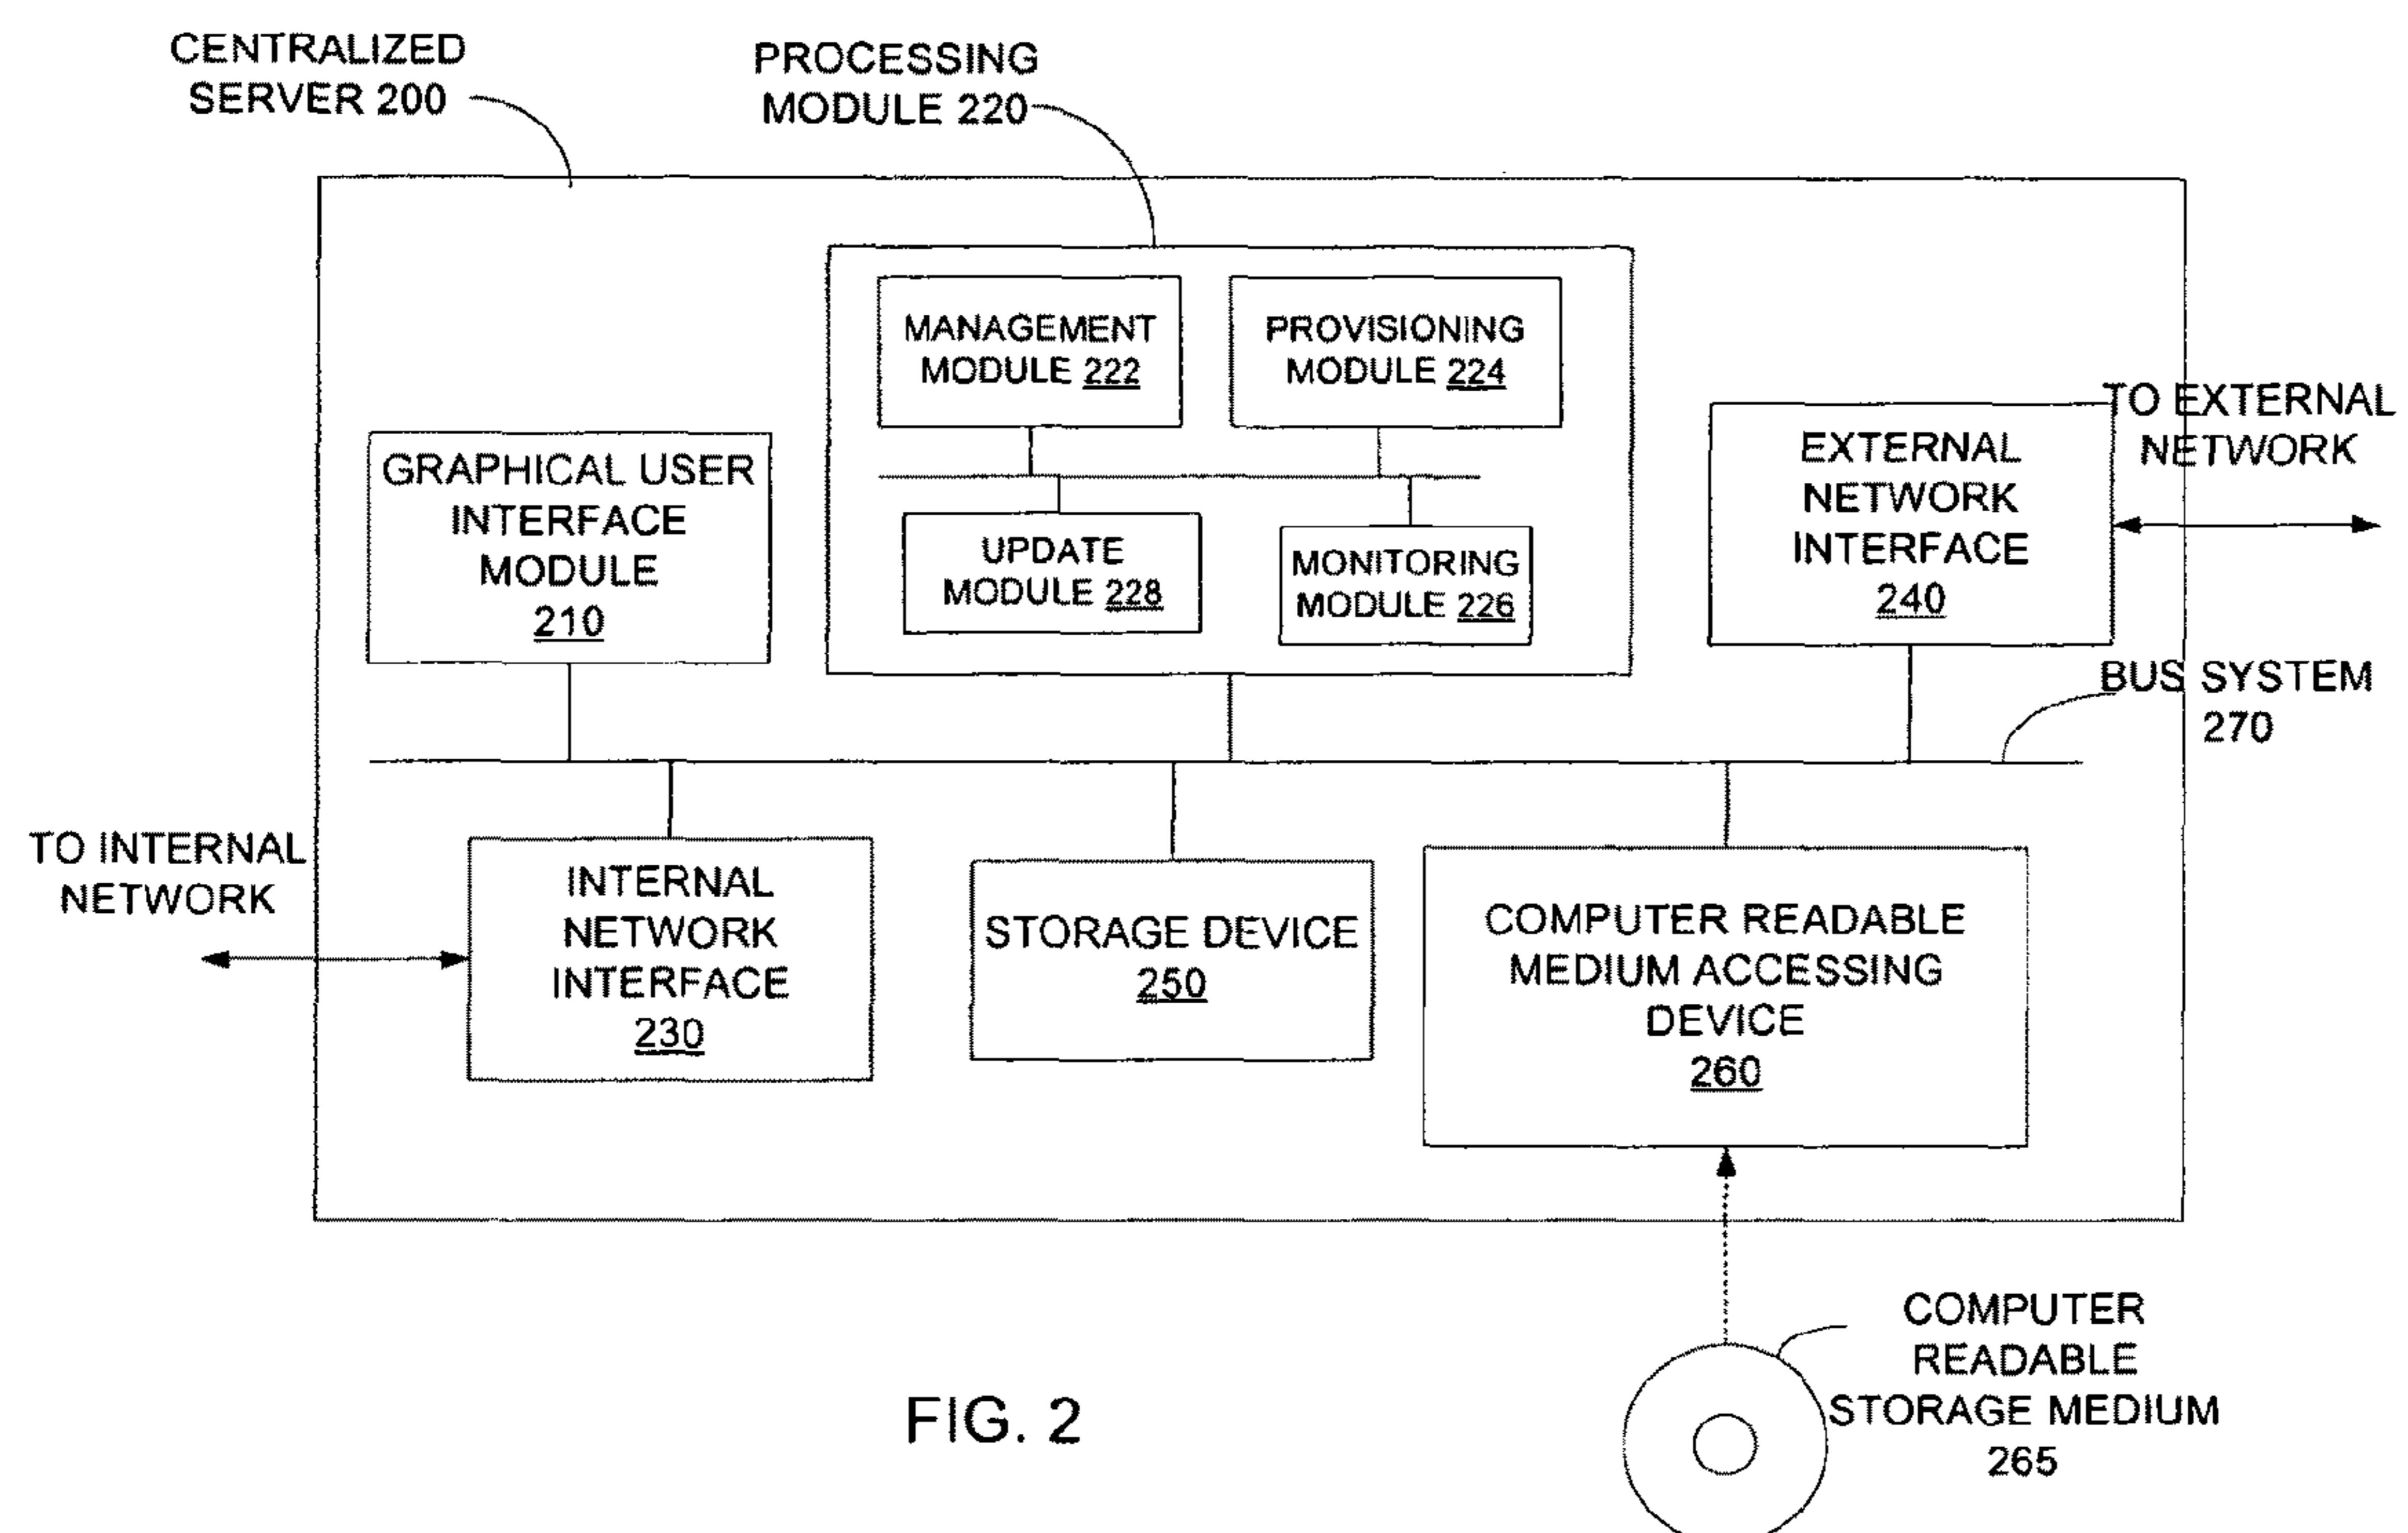 CENTRALIZED
SERVER 200
PROCESSING
MODULE 220
MANAGEMENT
MODULE 222
PROVISIONING
MODULE 224
TO EXTERNAL
NETWORK
GRAPHICAL USER
INTERFACE
MODULE
210
EXTERNAL
NETWORK
INTERFACE
240
UPDATE
MODULE 228
MONITORING
MODULE 226
BUS SYSTEM
270
TO INTERNAL
NETWORK
INTERNAL
NETWORK
INTERFACE
230
STORAGE DEVICE
250
COMPUTER READABLE
MEDIUM ACCESSING
DEVICE
260
COMPUTER
READABLE
STORAGE MEDIUM
265
FIG. 2